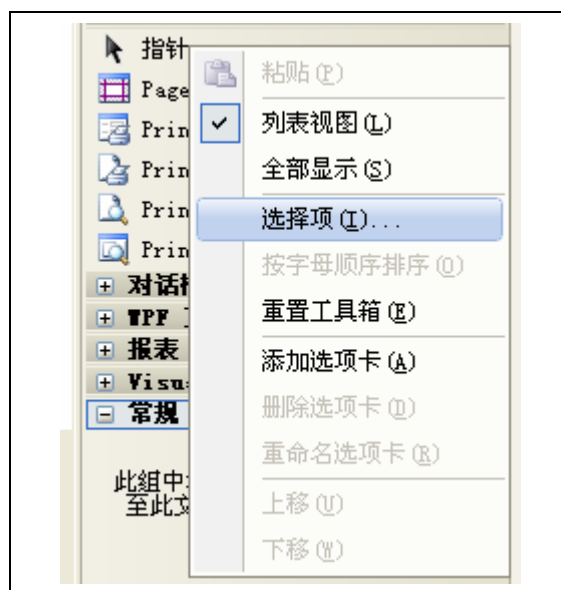 指针
Page
Prin
Prin
Prin
Prin
对话
WPF
报表
Visu
常规
此组中
至此文
粘贴(P)
列表视图(L)
全部显示(S)
选择项(I)...
按字母顺序排序(O)
重置工具箱(E)
添加选项卡(A)
删除选项卡(D)
重命名选项卡(R)
上移(U)
下移(W)